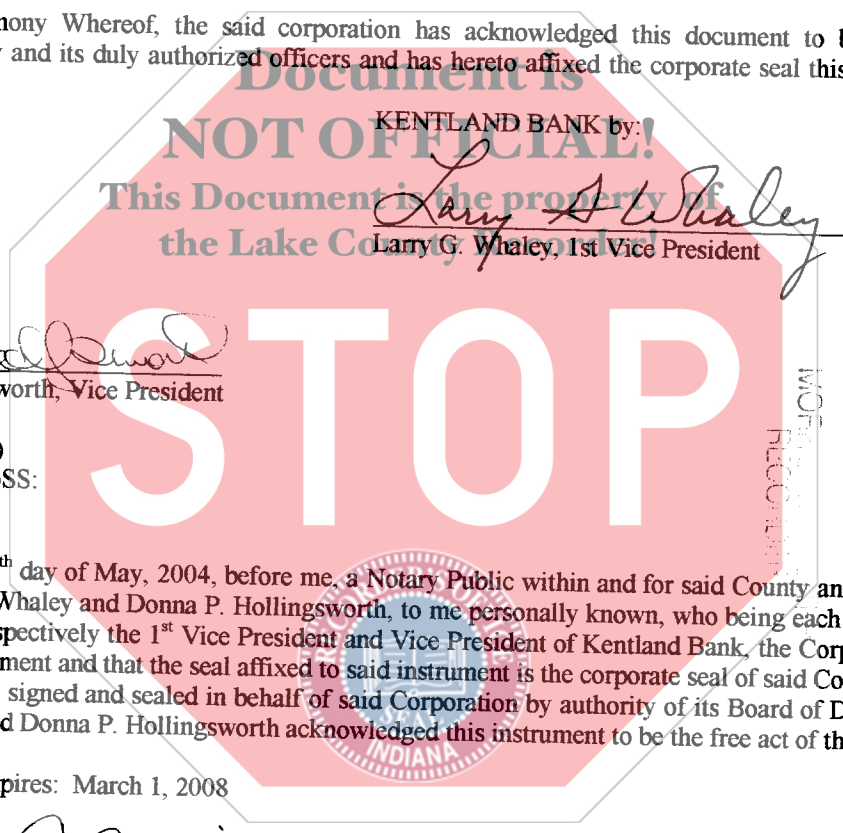 mony Whereof, the said corporation has acknowledged this document to
y and its duly authorized officers and has hereto affixed the corporate seal this
Document is
NOT OFFICIAL!
This Document is the property of
the Lake County Recorder!
KENTLAND BANK by:
Larry G Whaley
Larry G. Whaley, 1st Vice President
worth, Vice President
)
SS:
STOP
th day of May, 2004, before me, a Notary Public within and for said County an
Whaley and Donna P. Hollingsworth, to me personally known, who being each
spectively the 1st Vice President and Vice President of Kentland Bank, the Corp
ment and that the seal affixed to said instrument is the corporate seal of said Co
signed and sealed in behalf of said Corporation by authority of its Board of D
d Donna P. Hollingsworth acknowledged this instrument to be the free act of th
SEAL
INDIANA
pires: March 1, 2008